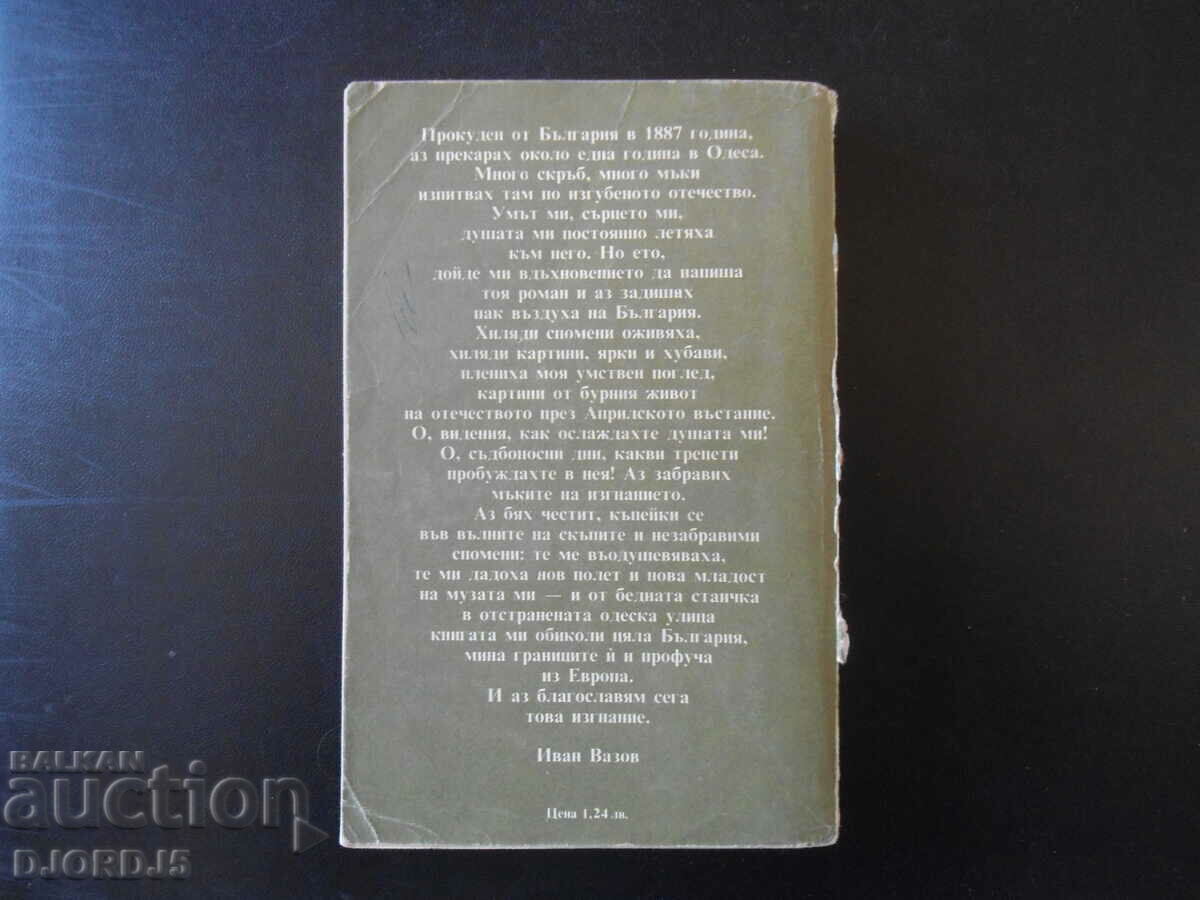 Прокуден от България в 1887 година,
аз прекарах около една година в Одеса.
Много скръб, много мъки
изпитвах там по изгубеното отечество.
Умът ми, сърцето ми,
душата ми постоянно летяха
към него. Но ето,
дойде ми вдъхновението да напиша
тоя роман и аз задишах
пак въздуха на България.
Хиляди спомени оживяха,
хиляди картини, ярки и хубави,
плениха моя умствен поглед,
картини от бурния живот
на отечеството през Априлското въстание.
О, видения, как ослаждахте душата ми!
О, съдбоносни дни, какви трепети
пробуждахте в нея! Аз забравих
мъките на изгнанието.
Аз бях честит, къпейки се
във вълните на скъпите и незабравими
спомени: те ме въодушевяваха,
те ми дадоха нов полет и нова младост
на музата ми — и от бедната стаичка
в отстранената одеска улица
книгата ми обиколи цяла България,
мина границите ѝ и профуча
из Европа.
И аз благославям сега
това изгнание.
Иван Вазов
Цена 1,24 лв.
BALKAN
auction
DJORDJ5